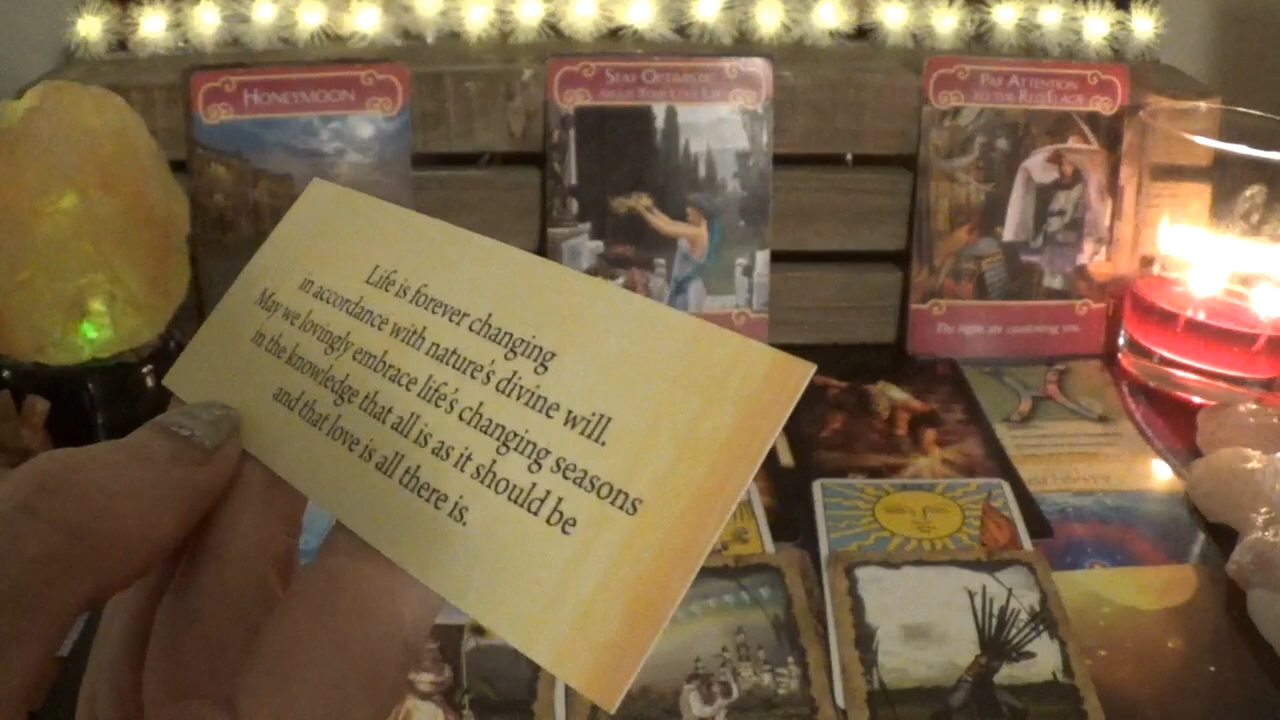 HONEYMOON
STAY OPTIMISTIC
ABOUT YOUR LOVE LIFE
PAY ATTENTION
TO THE RED FLAGS
Life is forever changing
in accordance with nature's divine will.
May we lovingly embrace life's changing seasons
in the knowledge that all is as it should be
and that love is all there is.
The signs are cautioning you.